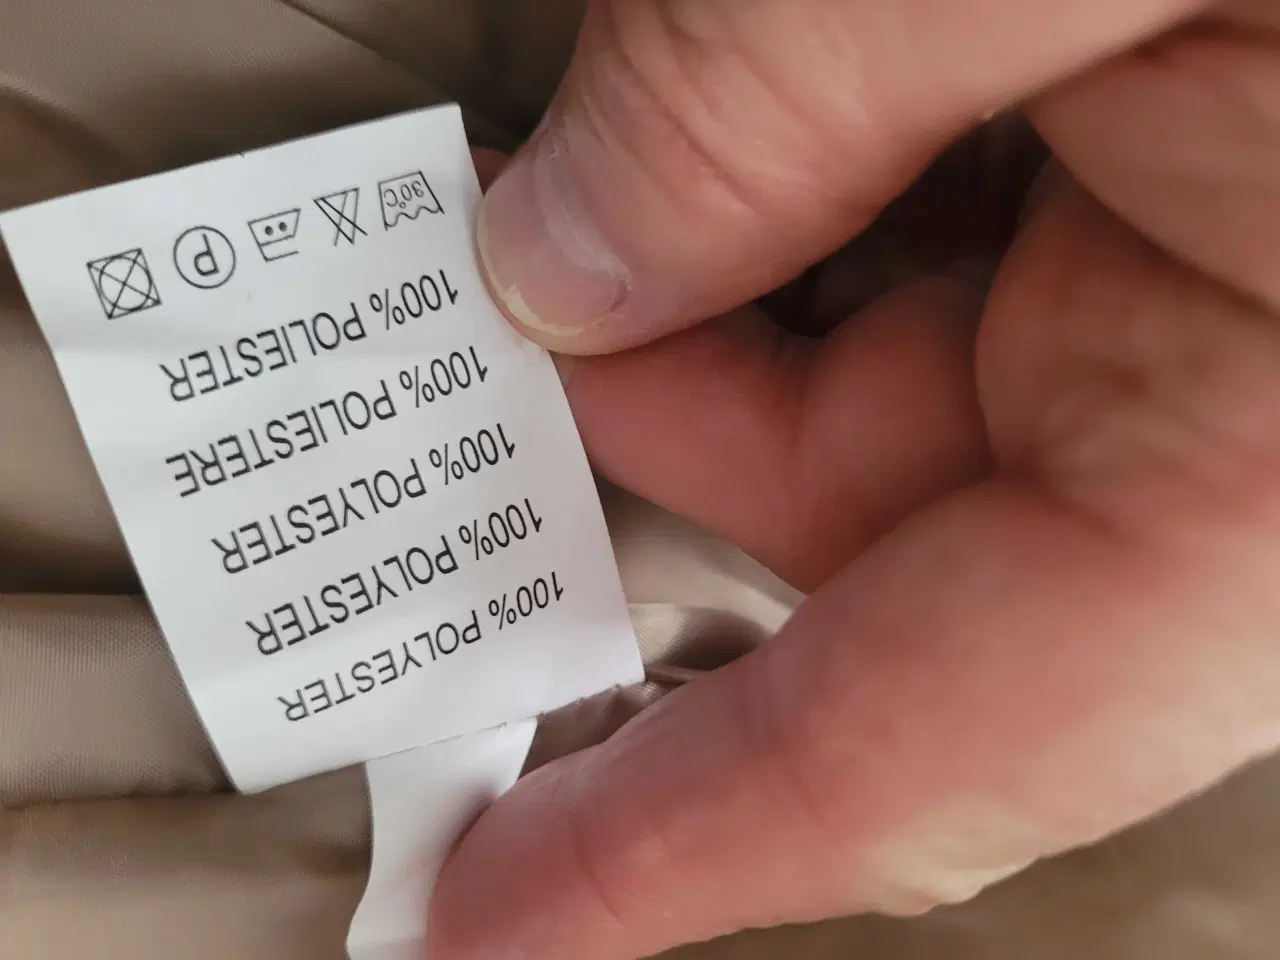 100% POLYESTER
100% POLYESTER
100% POLYESTER
100% POLIESTERE
100% POLIESTER
30°C
P